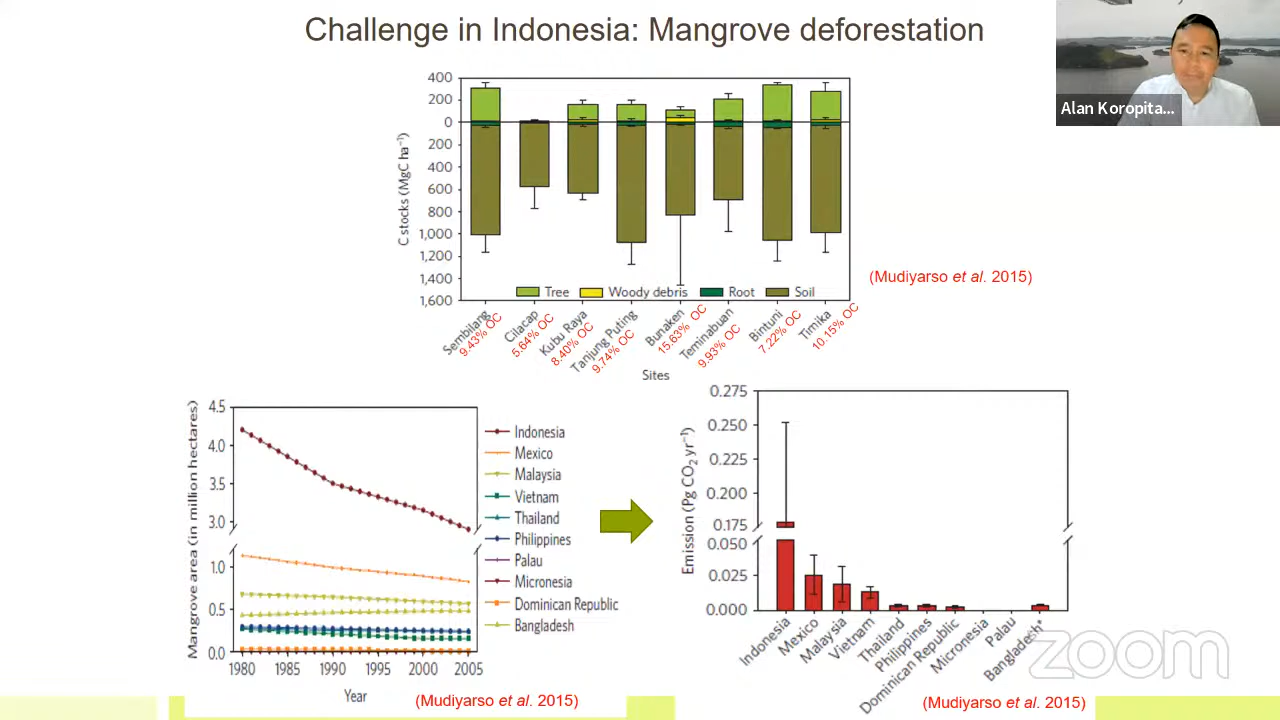 Challenge in Indonesia: Mangrove deforestation
Alan Koropita...
C stocks (MgC ha⁻¹)
400
200
0
200
400
600
800
1,000
1,200
1,400
1,600
Tree
Woody debris
Root
Soil
Sembilang
9.43% OC
Cilacap
5.64% OC
Kubu Raya
8.40% OC
Tanjung Puting
9.74% OC
Bunaken
15.63% OC
Teminabuan
9.93% OC
Bintuni
7.22% OC
Timika
10.15% OC
Sites
(Mudiyarso et al. 2015)
Mangrove area (in million hectares)
4.5
4.0
3.5
3.0
1.0
0.5
0.0
1980
1985
1990
1995
2000
2005
Year
Indonesia
Mexico
Malaysia
Vietnam
Thailand
Philippines
Palau
Micronesia
Dominican Republic
Bangladesh
(Mudiyarso et al. 2015)
Emission (Pg CO₂ yr⁻¹)
0.275
0.250
0.225
0.200
0.175
0.050
0.025
0.000
Indonesia
Mexico
Malaysia
Vietnam
Thailand
Philippines
Dominican Republic
Micronesia
Palau
Bangladesh*
(Mudiyarso et al. 2015)
zoom